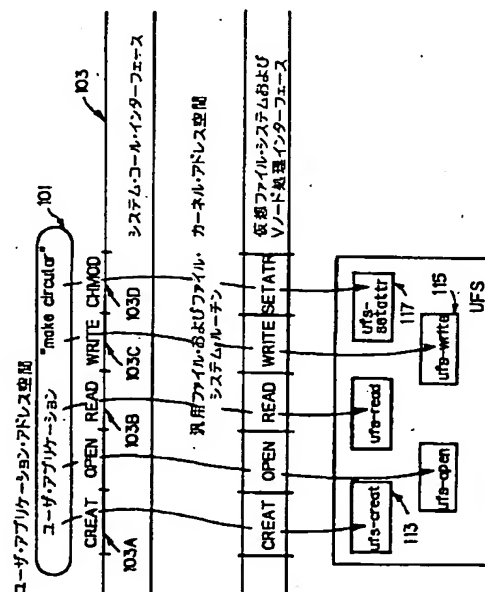 ユーザ・アプリケーション・アドレス空間
101
ユーザ・アプリケーション "make circular"
103
CREAT OPEN READ WRITE CHMOD
システム・コール・インターフェース
103A 103B 103C 103D
汎用ファイルおよびファイル・
システム・ルーチン
カーネル・アドレス空間
CREAT OPEN READ WRITE SETATR
仮想ファイル・システムおよび
Vノード処理インターフェース
ufs-creat
113
ufs-open
ufs-read
ufs-write
115
ufs-
setattr
117
UFS